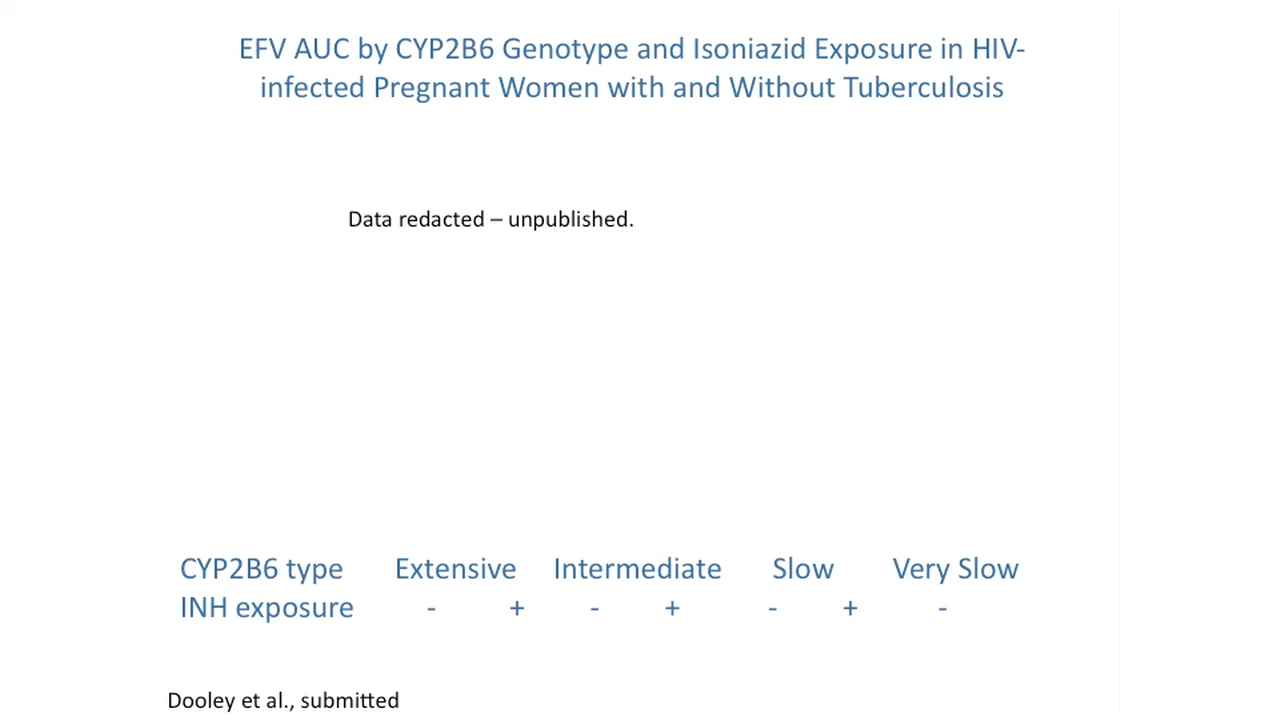 EFV AUC by CYP2B6 Genotype and Isoniazid Exposure in HIV-
infected Pregnant Women with and Without Tuberculosis
Data redacted – unpublished.
CYP2B6 type Extensive Intermediate Slow Very Slow
INH exposure - + - + - + -
Dooley et al., submitted